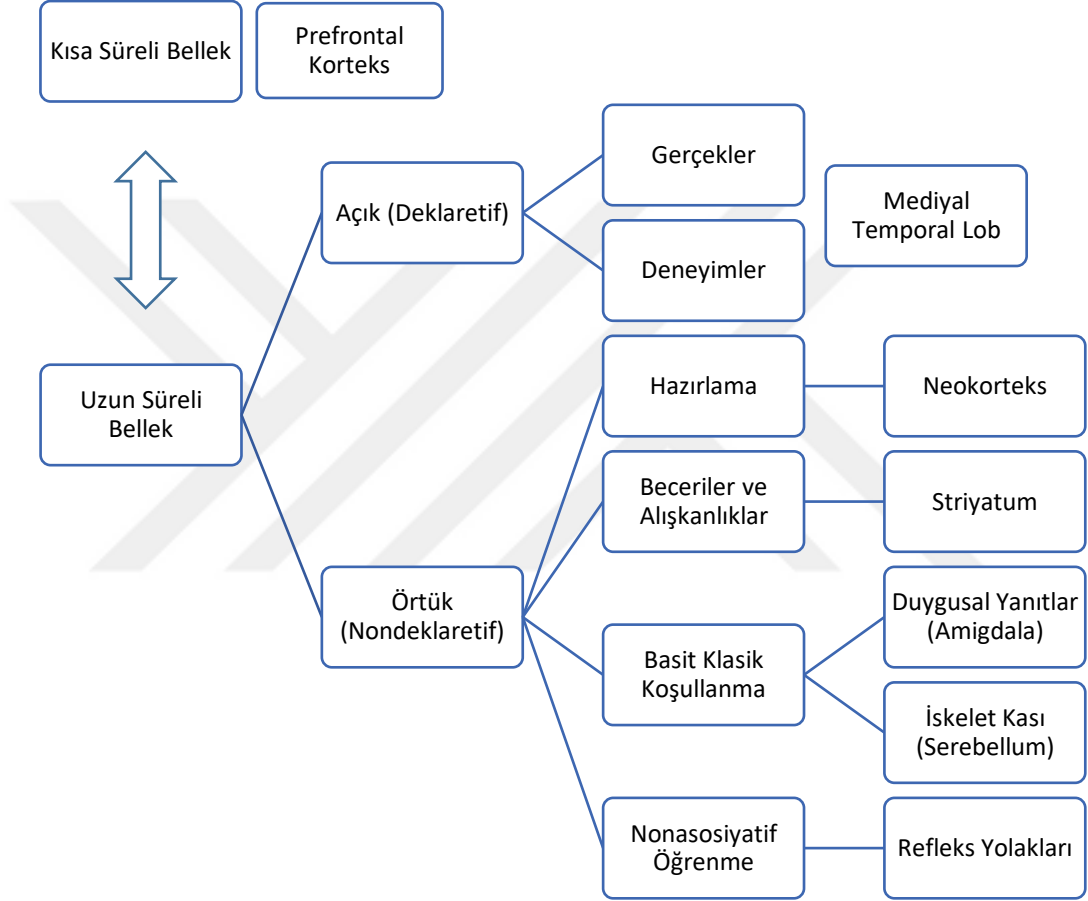 Kısa Süreli Bellek
Prefrontal
Korteks
Gerçekler
Açık (Deklaretif)
Mediyal
Temporal Lob
Deneyimler
Uzun Süreli
Bellek
Hazırlama
Neokorteks
Beceriler ve
Alışkanlıklar
Striyatum
Örtük
(Nondeklaretif)
Duygusal Yanıtlar
(Amigdala)
Basit Klasik
Koşullanma
İskelet Kası
(Serebellum)
Nonasosiyatif
Öğrenme
Refleks Yolakları